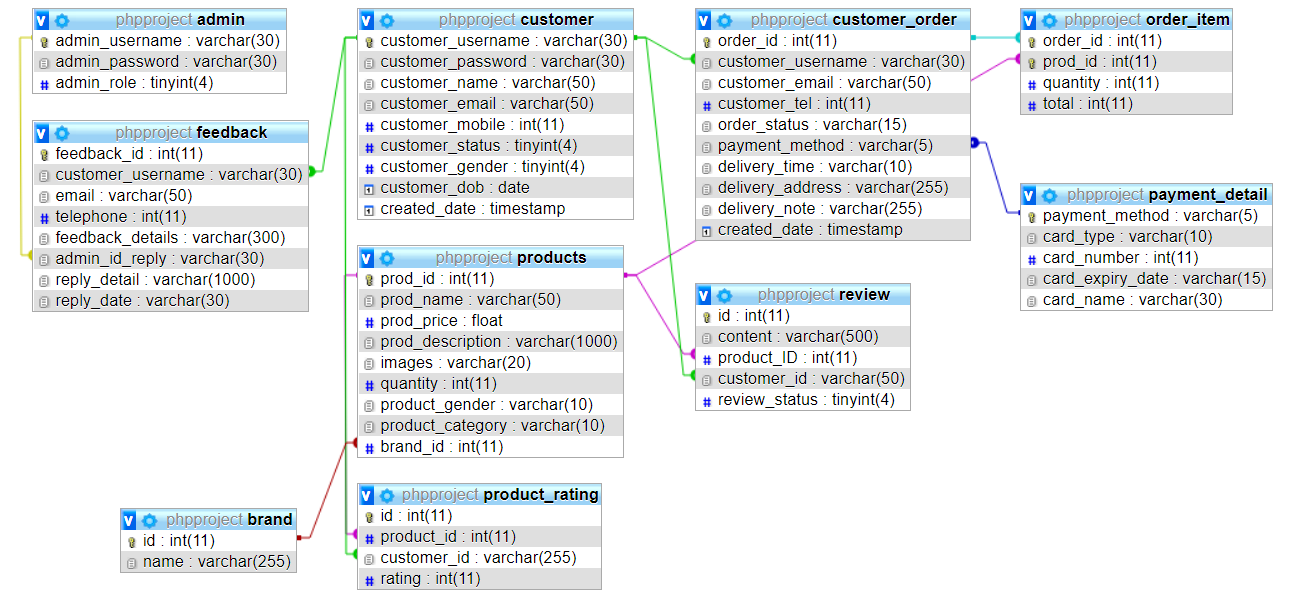 phpproject admin
admin_username : varchar(30)
admin_password : varchar(30)
admin_role : tinyint(4)
phpproject feedback
feedback_id : int(11)
customer_username : varchar(30)
email : varchar(50)
telephone : int(11)
feedback_details : varchar(300)
admin_id_reply : varchar(30)
reply_detail : varchar(1000)
reply_date : varchar(30)
phpproject customer
customer_username : varchar(30)
customer_password : varchar(30)
customer_name : varchar(50)
customer_email : varchar(50)
customer_mobile : int(11)
customer_status : tinyint(4)
customer_gender : tinyint(4)
customer_dob : date
created_date : timestamp
phpproject products
prod_id : int(11)
prod_name : varchar(50)
prod_price : float
prod_description : varchar(1000)
images : varchar(20)
quantity : int(11)
product_gender : varchar(10)
product_category : varchar(10)
brand_id : int(11)
phpproject brand
id : int(11)
name : varchar(255)
phpproject product_rating
id : int(11)
product_id : int(11)
customer_id : varchar(255)
rating : int(11)
phpproject customer_order
order_id : int(11)
customer_username : varchar(30)
customer_email : varchar(50)
customer_tel : int(11)
order_status : varchar(15)
payment_method : varchar(5)
delivery_time : varchar(10)
delivery_address : varchar(255)
delivery_note : varchar(255)
created_date : timestamp
phpproject review
id : int(11)
content : varchar(500)
product_ID : int(11)
customer_id : varchar(50)
review_status : tinyint(4)
phpproject order_item
order_id : int(11)
prod_id : int(11)
quantity : int(11)
total : int(11)
phpproject payment_detail
payment_method : varchar(5)
card_type : varchar(10)
card_number : int(11)
card_expiry_date : varchar(15)
card_name : varchar(30)